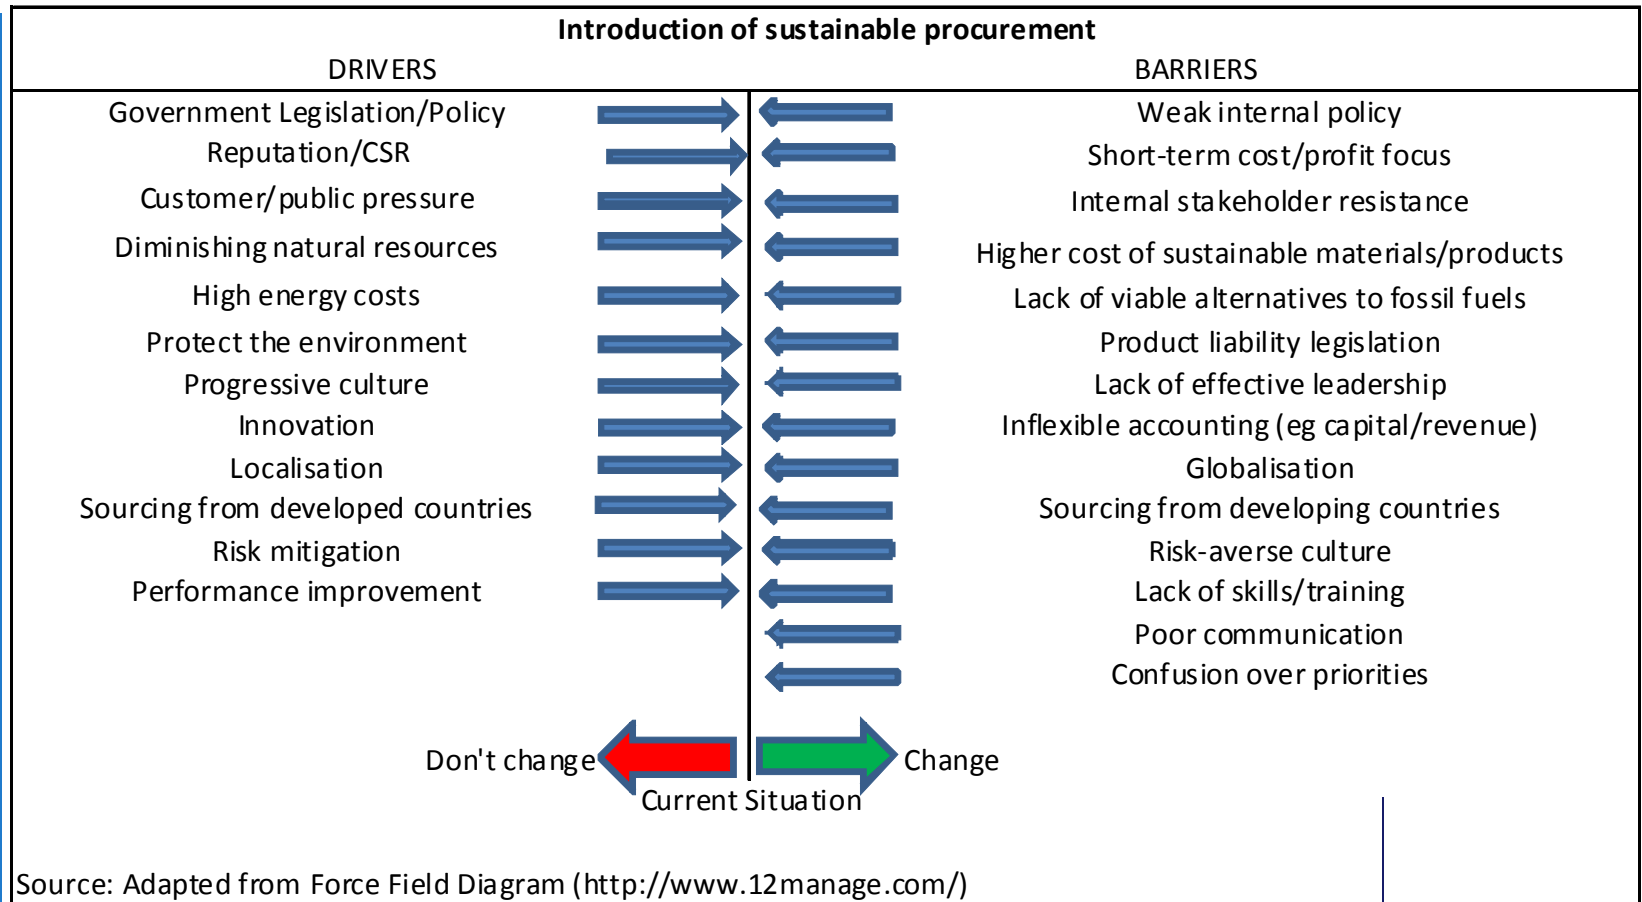 Introduction of sustainable procurement
DRIVERS BARRIERS
Government Legislation/Policy Weak internal policy
Reputation/CSR Short-term cost/profit focus
Customer/public pressure Internal stakeholder resistance
Diminishing natural resources Higher cost of sustainable materials/products
High energy costs Lack of viable alternatives to fossil fuels
Protect the environment Product liability legislation
Progressive culture Lack of effective leadership
Innovation Inflexible accounting (eg capital/revenue)
Localisation Globalisation
Sourcing from developed countries Sourcing from developing countries
Risk mitigation Risk-averse culture
Performance improvement Lack of skills/training
Poor communication
Confusion over priorities
Don't change Change
Current Situation
Source: Adapted from Force Field Diagram (http://www.12manage.com/)